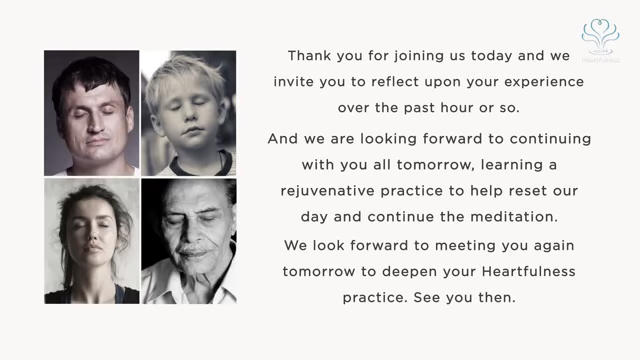 heartfulness
Thank you for joining us today and we
invite you to reflect upon your experience
over the past hour or so.
And we are looking forward to continuing
with you all tomorrow, learning a
rejuvenative practice to help reset our
day and continue the meditation.
We look forward to meeting you again
tomorrow to deepen your Heartfulness
practice. See you then.